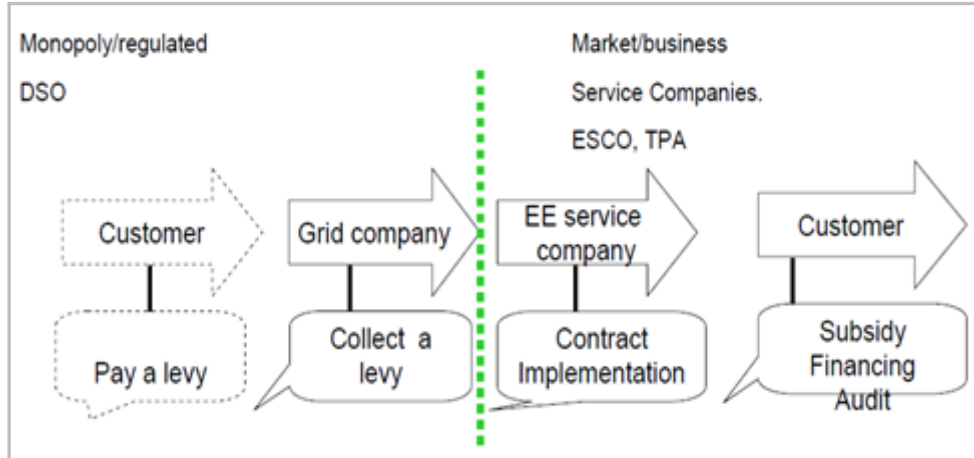 Monopoly/regulated
DSO
Market/business
Service Companies.
ESCO, TPA
Customer
Grid company
EE service
company
Customer
Pay a levy
Collect a
levy
Contract
Implementation
Subsidy
Financing
Audit